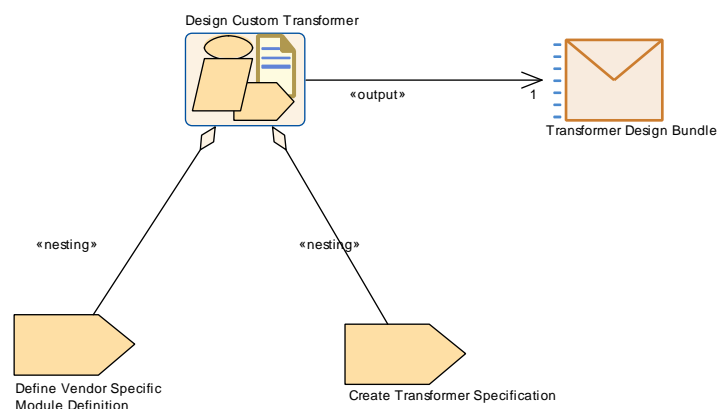 Design Custom Transformer
«output»
1
Transformer Design Bundle
«nesting»
«nesting»
Define Vendor Specific
Module Definition
Create Transformer Specification